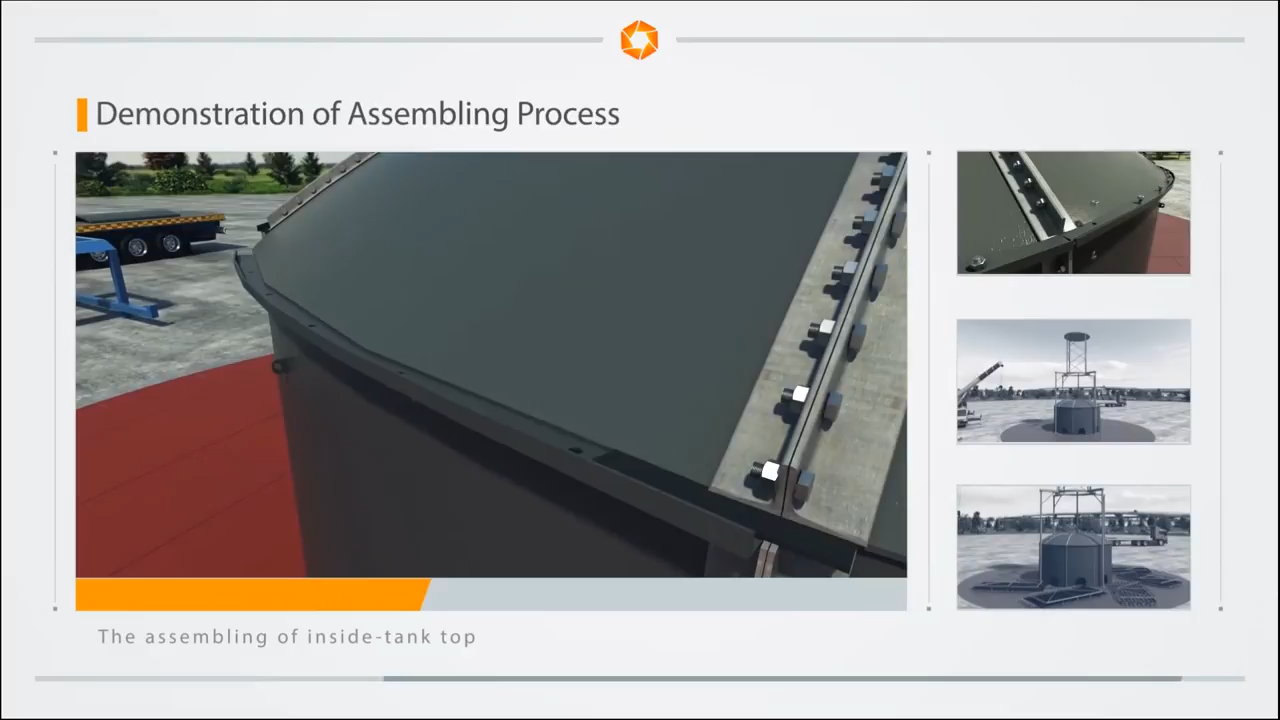 Demonstration of Assembling Process
The assembling of inside-tank top